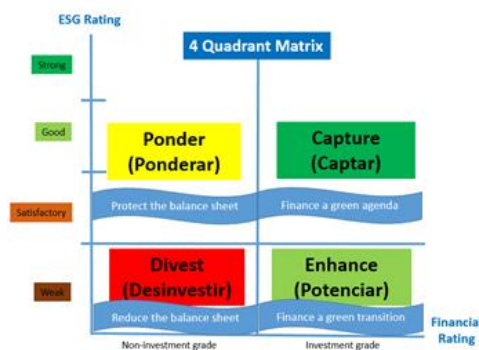 ESG Rating
4 Quadrant Matrix
Strong
Good
Ponder
(Ponderar)
Capture
(Captar)
Protect the balance sheet
Finance a green agenda
Satisfactory
Divest
(Desinvestir)
Enhance
(Potenciar)
Weak
Reduce the balance sheet
Finance a green transition
Financial
Rating
Non-investment grade
Investment grade